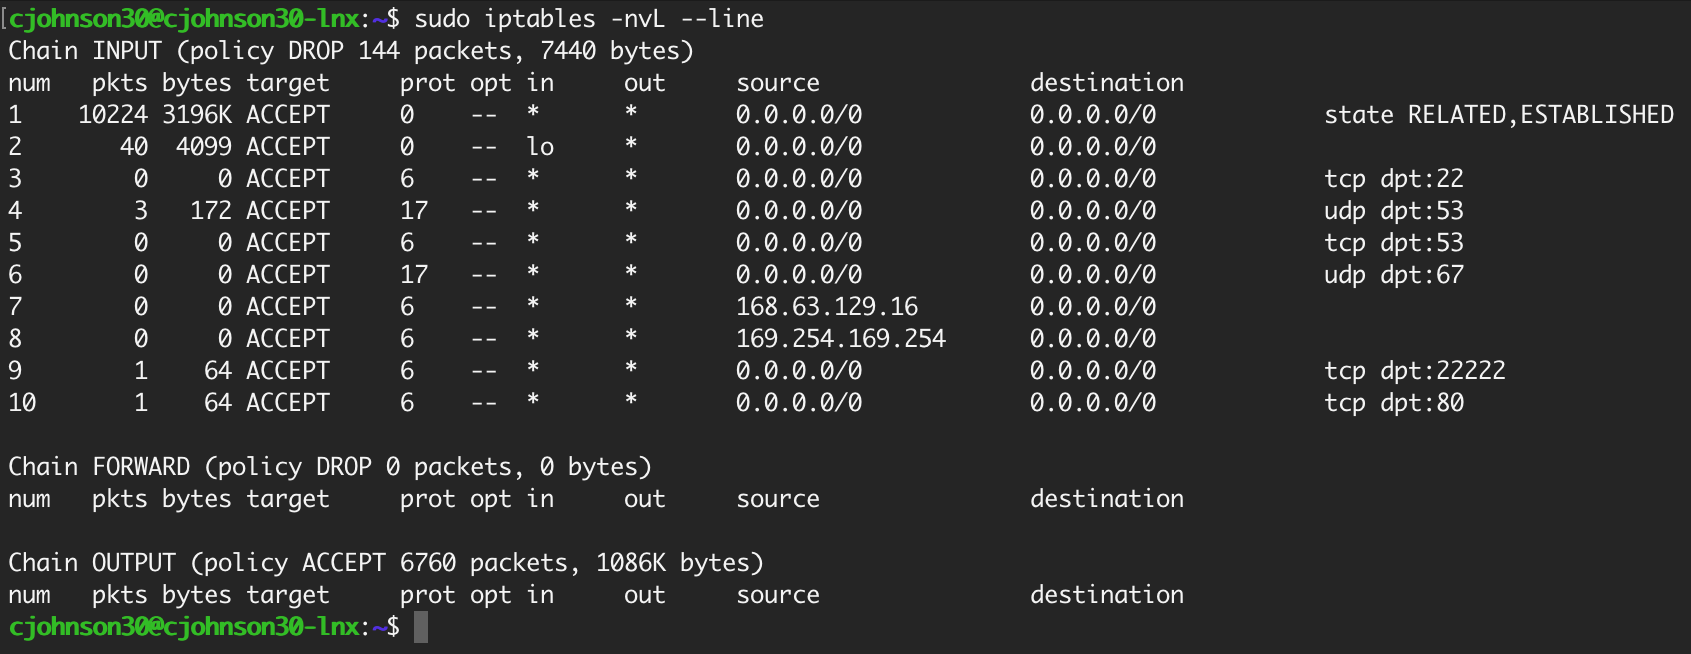 [cjohnson30@cjohnson30-lnx:~$ sudo iptables -nvL --line
Chain INPUT (policy DROP 144 packets, 7440 bytes)
num   pkts bytes target     prot opt in     out     source               destination
1    10224 3196K ACCEPT     0    --  *      *       0.0.0.0/0            0.0.0.0/0            state RELATED,ESTABLISHED
2       40  4099 ACCEPT     0    --  lo     *       0.0.0.0/0            0.0.0.0/0
3        0     0 ACCEPT     6    --  *      *       0.0.0.0/0            0.0.0.0/0            tcp dpt:22
4        3   172 ACCEPT     17   --  *      *       0.0.0.0/0            0.0.0.0/0            udp dpt:53
5        0     0 ACCEPT     6    --  *      *       0.0.0.0/0            0.0.0.0/0            tcp dpt:53
6        0     0 ACCEPT     17   --  *      *       0.0.0.0/0            0.0.0.0/0            udp dpt:67
7        0     0 ACCEPT     6    --  *      *       168.63.129.16        0.0.0.0/0
8        0     0 ACCEPT     6    --  *      *       169.254.169.254      0.0.0.0/0
9        1    64 ACCEPT     6    --  *      *       0.0.0.0/0            0.0.0.0/0            tcp dpt:22222
10       1    64 ACCEPT     6    --  *      *       0.0.0.0/0            0.0.0.0/0            tcp dpt:80

Chain FORWARD (policy DROP 0 packets, 0 bytes)
num   pkts bytes target     prot opt in     out     source               destination

Chain OUTPUT (policy ACCEPT 6760 packets, 1086K bytes)
num   pkts bytes target     prot opt in     out     source               destination
cjohnson30@cjohnson30-lnx:~$